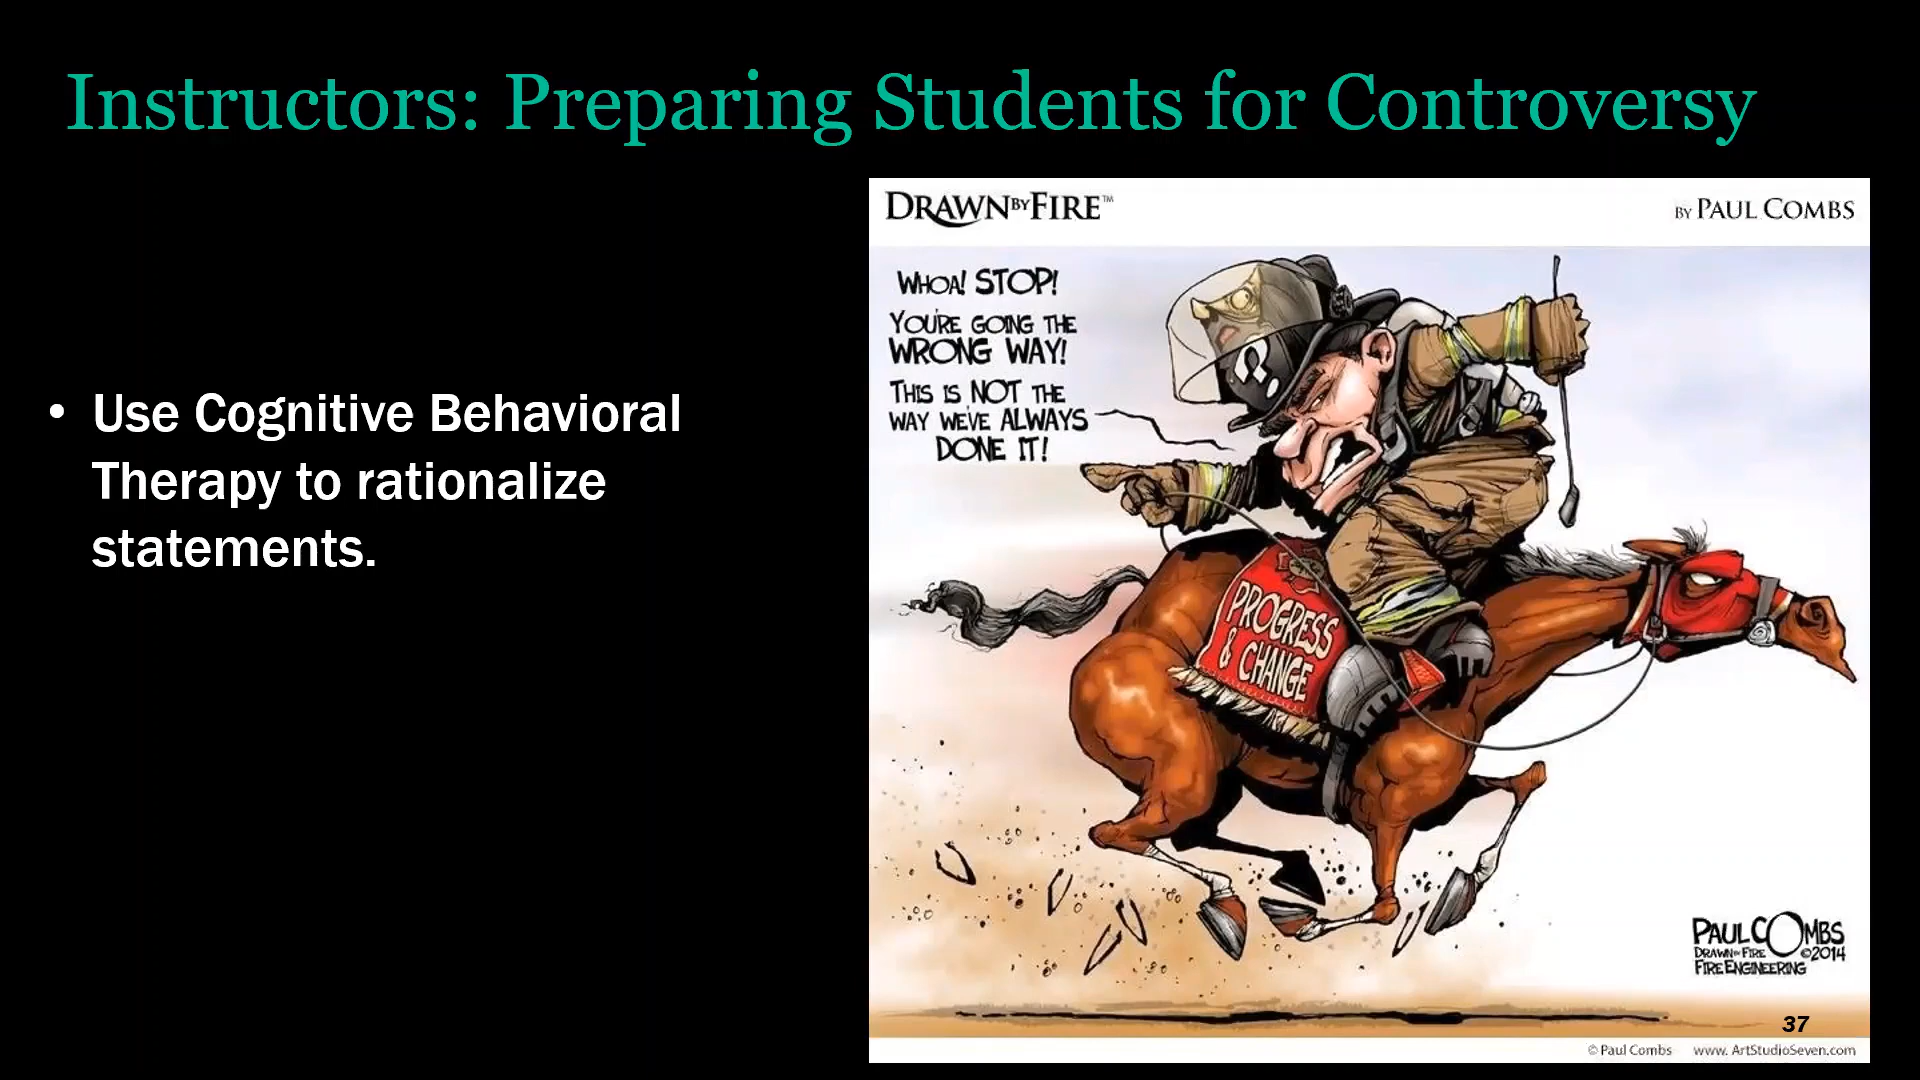 Instructors: Preparing Students for Controversy
• Use Cognitive Behavioral
Therapy to rationalize
statements.
DRAWN BY FIRE™
BY PAUL COMBS
WHOA! STOP!
YOU'RE GOING THE
WRONG WAY!
THIS IS NOT THE
WAY WE'VE ALWAYS
DONE IT!
?
PROGRESS
& CHANGE
PAUL COMBS
DRAWN BY FIRE ©2014
FIRE ENGINEERING
37
© Paul Combs www. ArtStudioSeven.com